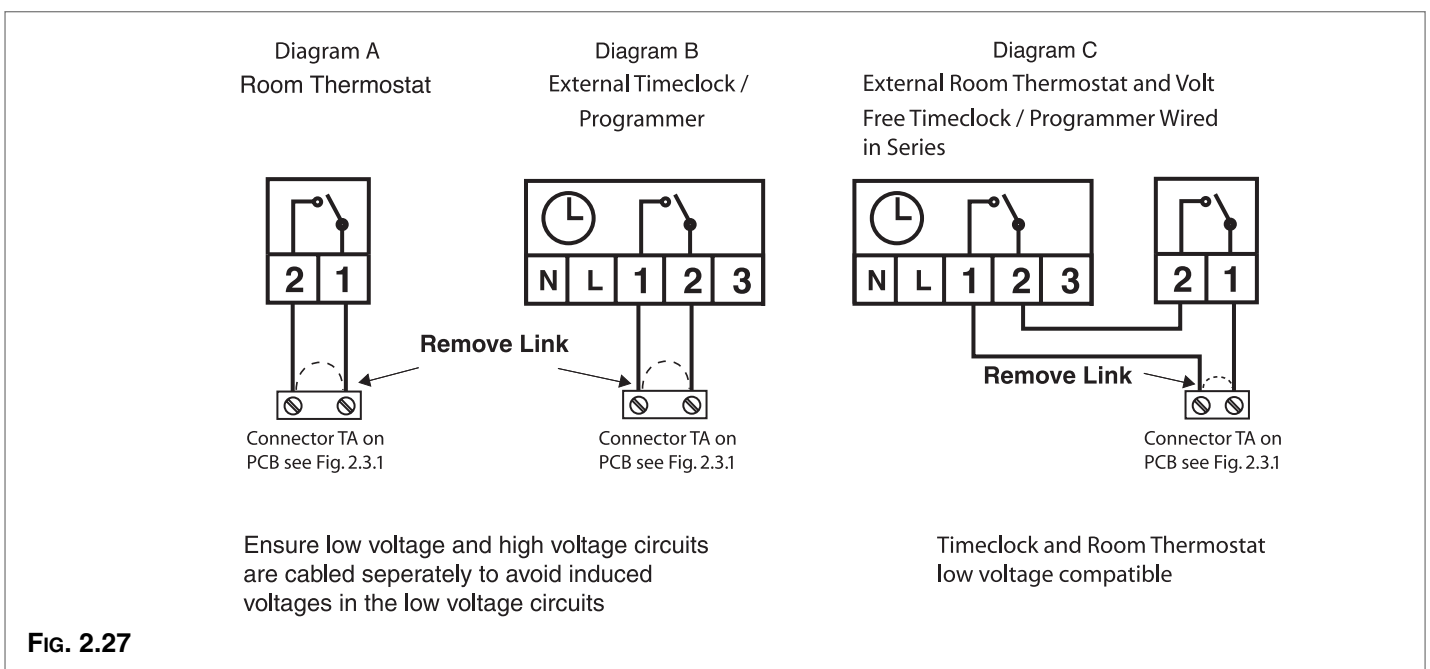 Diagram A
Room Thermostat
2 1
Diagram B
External Timeclock /
Programmer
N L 1 2 3
Diagram C
External Room Thermostat and Volt
Free Timeclock / Programmer Wired
in Series
N L 1 2 3
2 1
Remove Link
Remove Link
Connector TA on
PCB see Fig. 2.3.1
Connector TA on
PCB see Fig. 2.3.1
Connector TA on
PCB see Fig. 2.3.1
Ensure low voltage and high voltage circuits
are cabled seperately to avoid induced
voltages in the low voltage circuits
Timeclock and Room Thermostat
low voltage compatible
FIG. 2.27